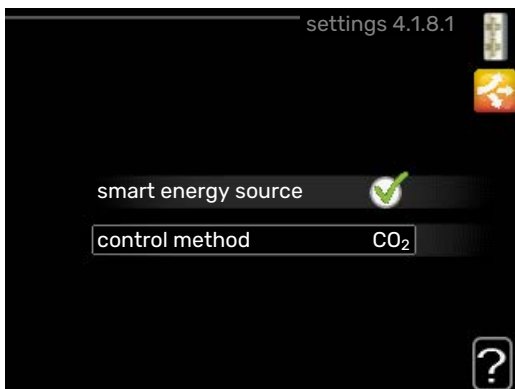 settings 4.1.8.1
smart energy source
control method CO₂
?